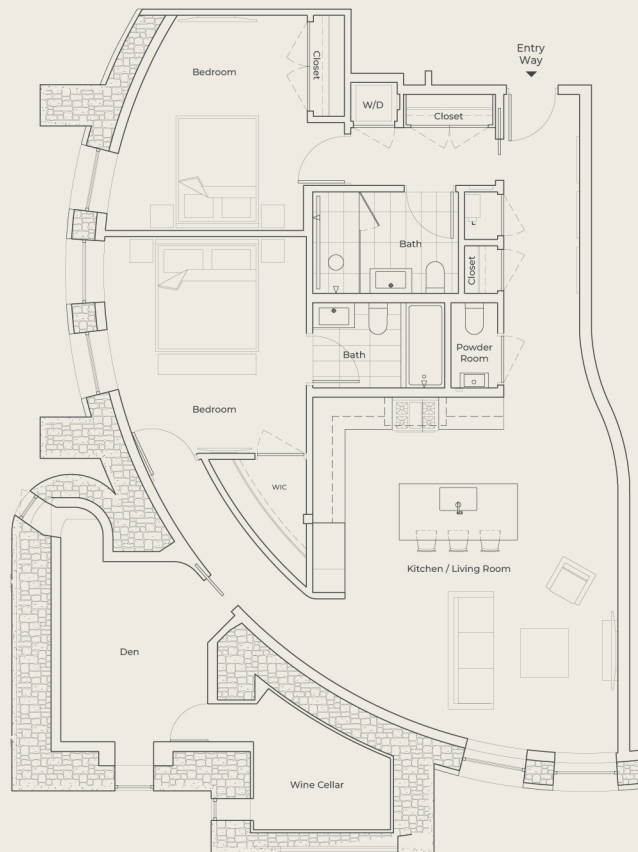 Entry
Way
Bedroom
Closet
W/D
Closet
Bath
Closet
Bath
Powder
Room
Bedroom
WIC
Kitchen / Living Room
Den
Wine Cellar